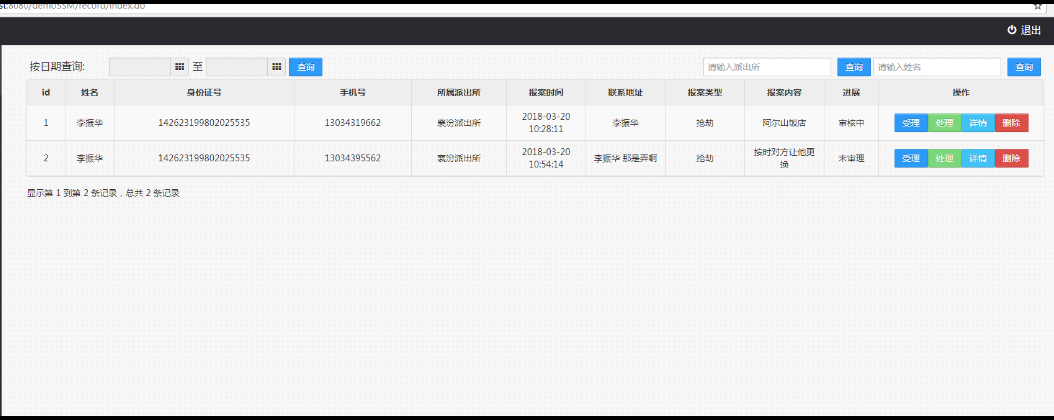 st:8080/demoSSM/record/index.do
退出
按日期查询: 至 查询 请输入派出所 查询 请输入姓名 查询
id 姓名 身份证号 手机号 所属派出所 报案时间 联系地址 报案类型 报案内容 进展 操作
1 李振华 142623199802025535 13034319662 襄汾派出所 2018-03-20 10:28:11 李振华 抢劫 阿尔山饭店 审核中 受理 处理 详情 删除
2 李振华 142623199802025535 13034395562 襄汾派出所 2018-03-20 10:54:14 李振华 那是弄啊 抢劫 按时对方让他更换 未审理 受理 处理 详情 删除
显示第 1 到第 2 条记录，总共 2 条记录